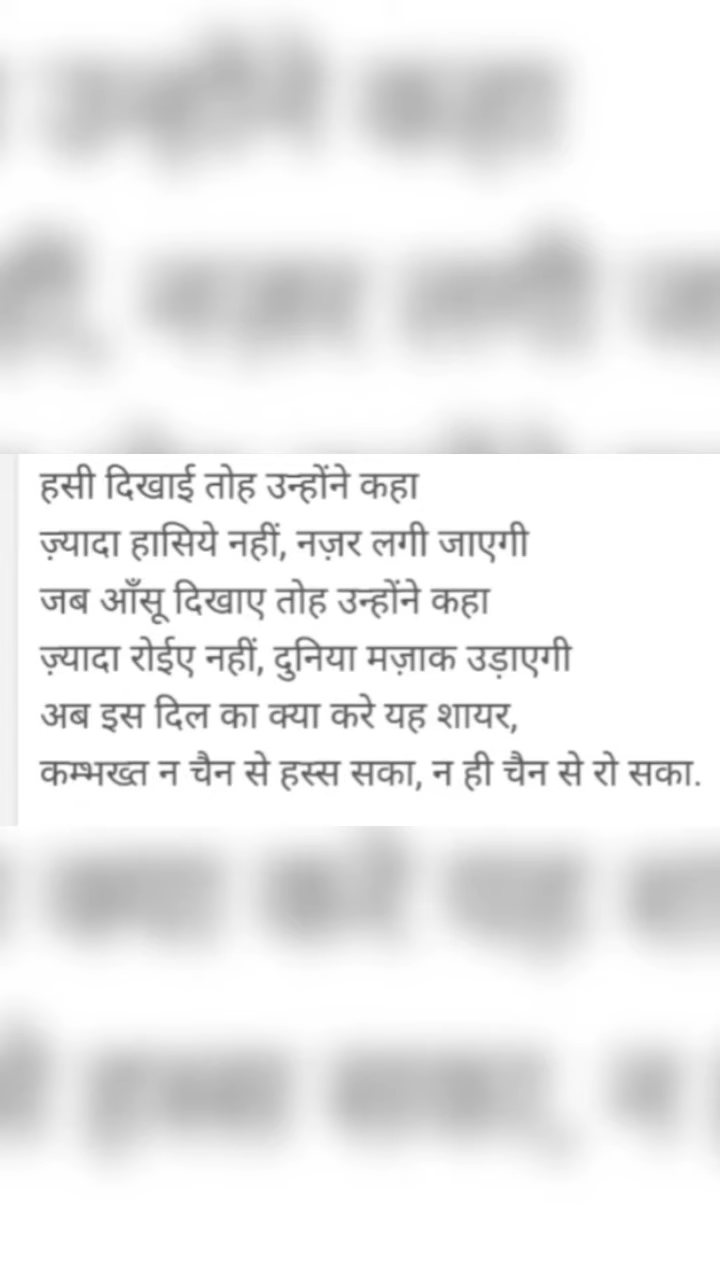 हसी दिखाई तोह उन्होंने कहा
ज़्यादा हासिये नहीं, नज़र लगी जाएगी
जब आँसू दिखाए तोह उन्होंने कहा
ज़्यादा रोईए नहीं, दुनिया मज़ाक उड़ाएगी
अब इस दिल का क्या करे यह शायर,
कम्भख्त न चैन से हस्स सका, न ही चैन से रो सका.